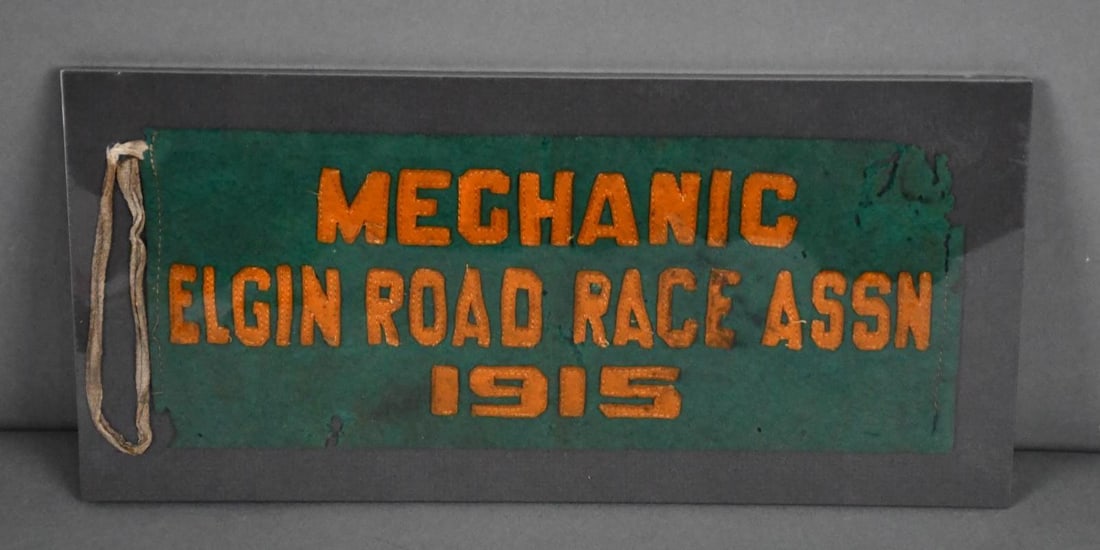 MECHANIC
ELGIN ROAD RACE ASSN
1915